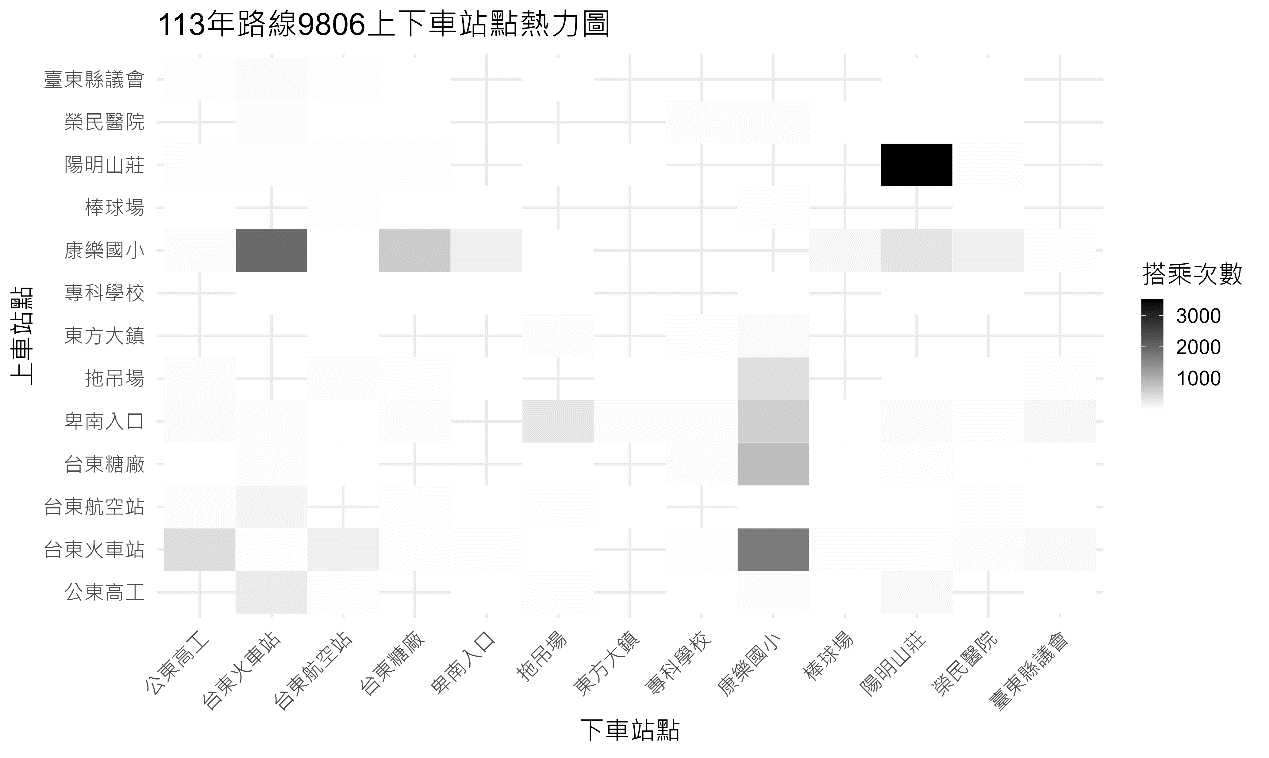 113年路線9806上下車站點熱力圖
上車站點
臺東縣議會
榮民醫院
陽明山莊
棒球場
康樂國小
專科學校
東方大鎮
拖吊場
卑南入口
台東糖廠
台東航空站
台東火車站
公東高工
公東高工
台東火車站
台東航空站
台東糖廠
卑南入口
拖吊場
東方大鎮
專科學校
康樂國小
棒球場
陽明山莊
榮民醫院
臺東縣議會
下車站點
搭乘次數
3000
2000
1000